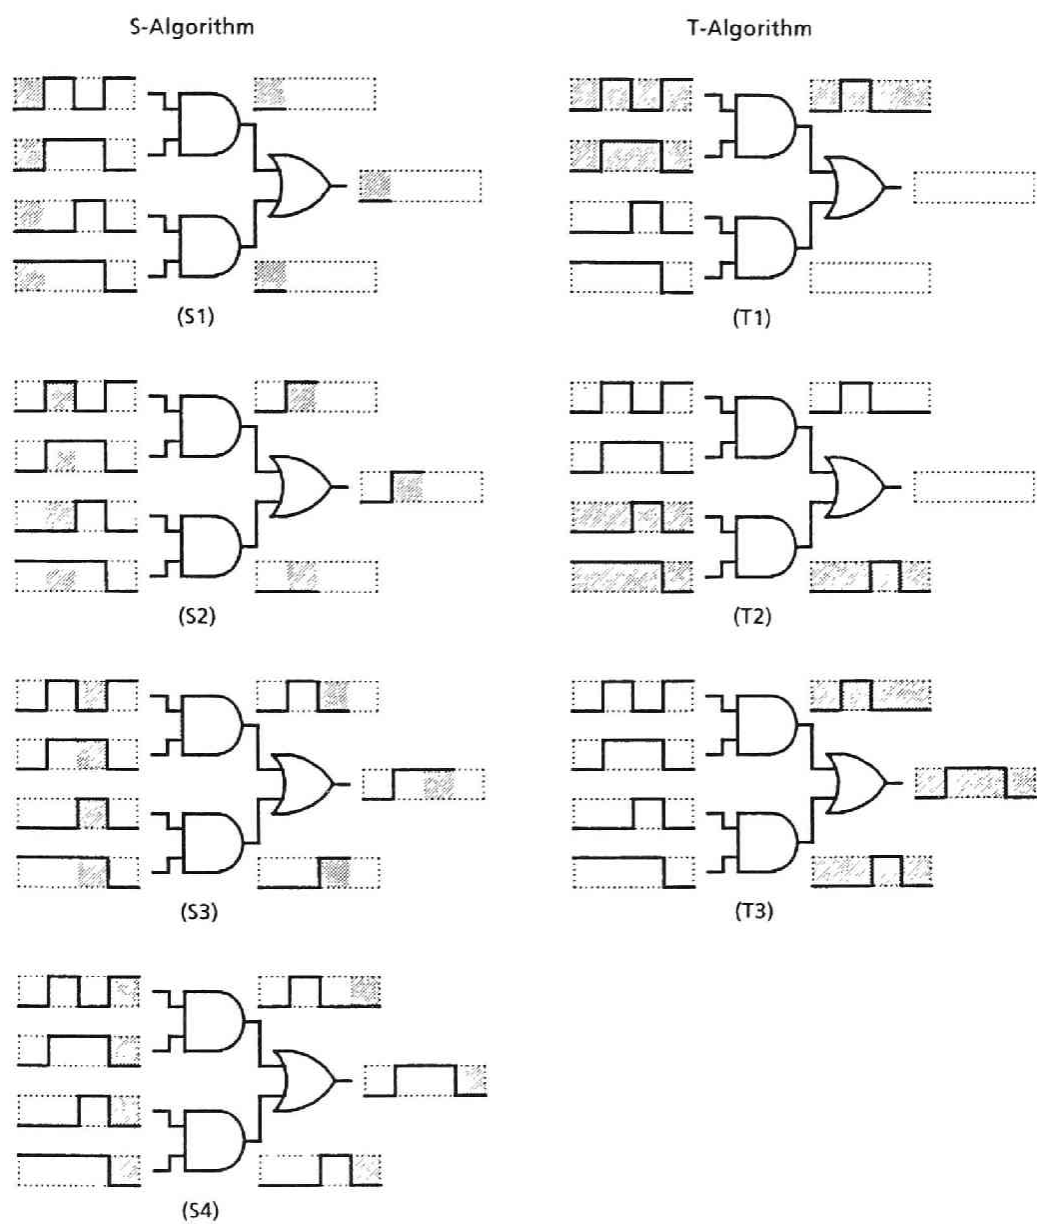 S-Algorithm
T-Algorithm
(S1)
(T1)
(S2)
(T2)
(S3)
(T3)
(S4)